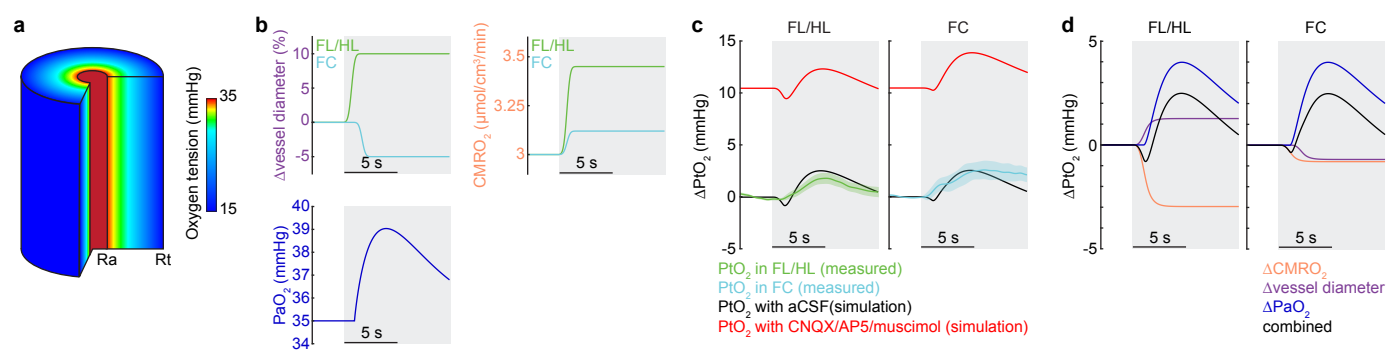 a
Oxygen tension (mmHg)
35
15
Ra
Rt
b
Δvessel diameter (%)
10
5
0
-5
FL/HL
FC
5 s
CMRO₂ (μmol/cm³/min)
3.5
3.25
3
FL/HL
FC
5 s
PaO₂ (mmHg)
40
39
38
37
36
35
34
5 s
c
FL/HL
FC
ΔPtO₂ (mmHg)
15
10
5
0
-5
5 s
5 s
PtO₂ in FL/HL (measured)
PtO₂ in FC (measured)
PtO₂ with aCSF(simulation)
PtO₂ with CNQX/AP5/muscimol (simulation)
d
FL/HL
FC
ΔPtO₂ (mmHg)
5
0
-5
5 s
5 s
ΔCMRO₂
Δvessel diameter
ΔPaO₂
combined